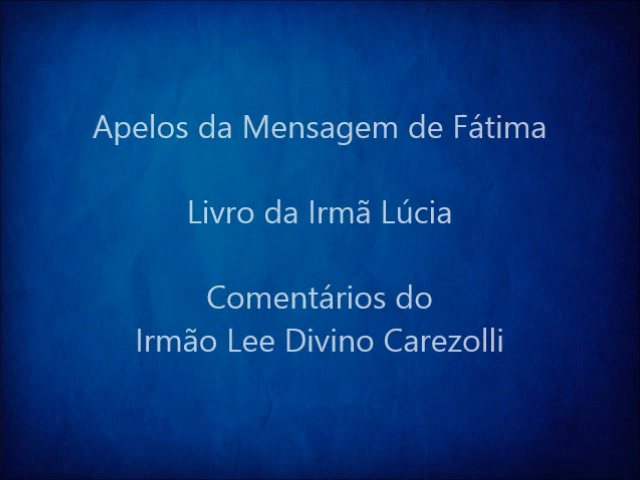 Apelos da Mensagem de Fátima
Livro da Irmã Lúcia
Comentários do
Irmão Lee Divino Carezolli